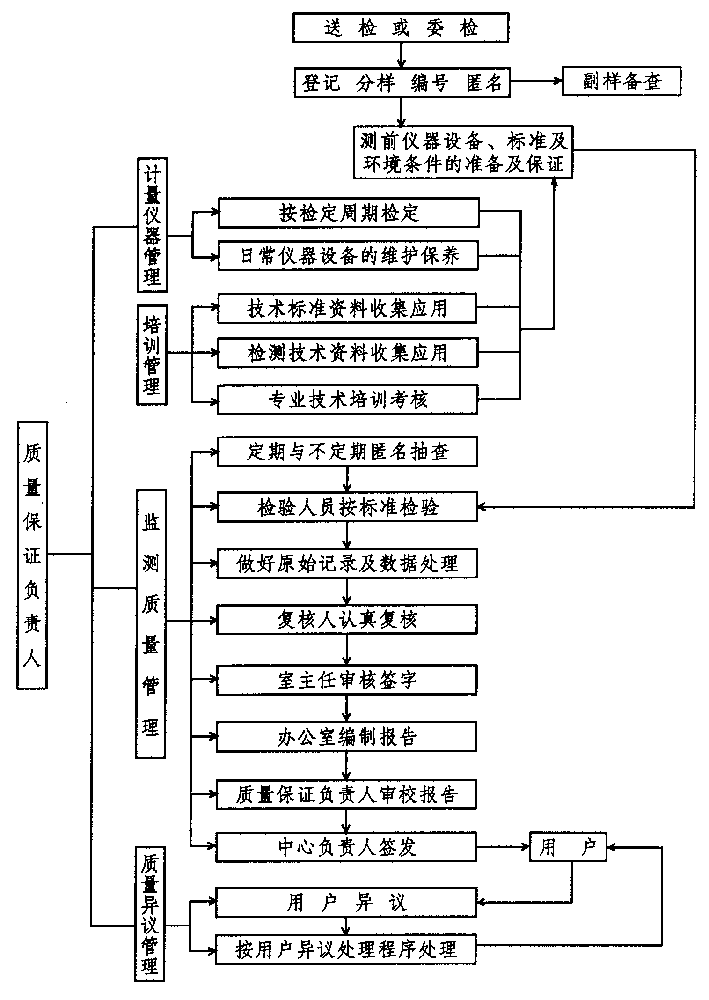 送检或委检
登记 分样 编号 匿名
副样备查
测前仪器设备、标准及
环境条件的准备及保证
计量仪器管理
按检定周期检定
日常仪器设备的维护保养
培训管理
技术标准资料收集应用
检测技术资料收集应用
专业技术培训考核
质量保证负责人
监测质量管理
定期与不定期匿名抽查
检验人员按标准检验
做好原始记录及数据处理
复核人认真复核
室主任审核签字
办公室编制报告
质量保证负责人审校报告
中心负责人签发
用户
质量异议管理
用户异议
按用户异议处理程序处理